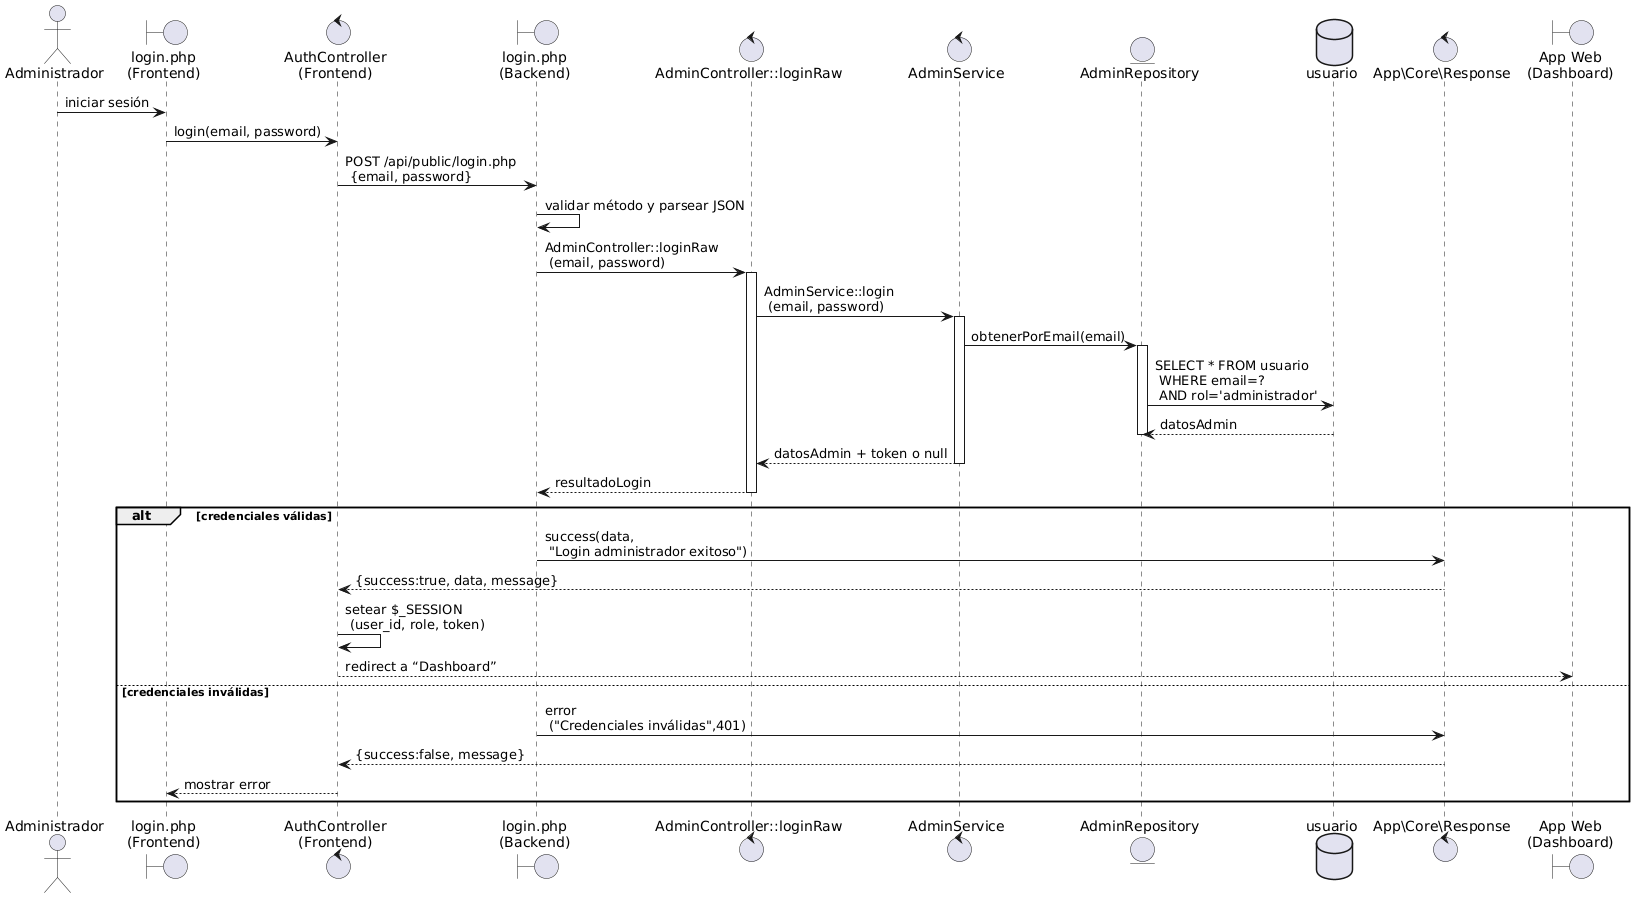 Administrador
login.php
(Frontend)
AuthController
(Frontend)
login.php
(Backend)
AdminController::loginRaw
AdminService
AdminRepository
usuario
App\Core\Response
App Web
(Dashboard)
iniciar sesión
login(email, password)
POST /api/public/login.php
{email, password}
validar método y parsear JSON
AdminController::loginRaw
(email, password)
AdminService::login
(email, password)
obtenerPorEmail(email)
SELECT * FROM usuario
WHERE email=?
AND rol='administrador'
datosAdmin
datosAdmin + token o null
resultadoLogin
alt [credenciales válidas]
success(data,
"Login administrador exitoso")
{success:true, data, message}
setear $_SESSION
(user_id, role, token)
redirect a “Dashboard”
[credenciales inválidas]
error
("Credenciales inválidas",401)
{success:false, message}
mostrar error
Administrador
login.php
(Frontend)
AuthController
(Frontend)
login.php
(Backend)
AdminController::loginRaw
AdminService
AdminRepository
usuario
App\Core\Response
App Web
(Dashboard)